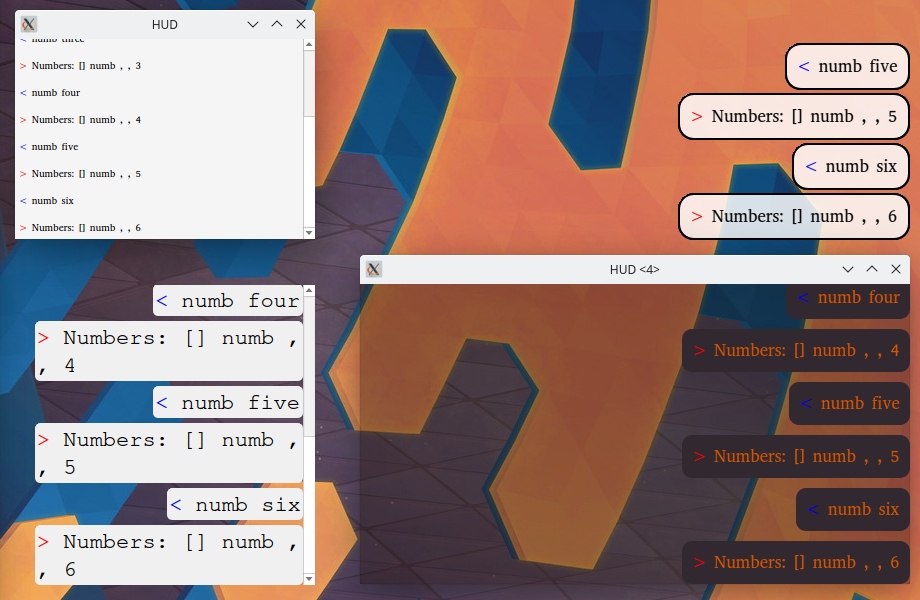 HUD
< numb three
> Numbers: [] numb , , 3
< numb four
> Numbers: [] numb , , 4
< numb five
> Numbers: [] numb , , 5
< numb six
> Numbers: [] numb , , 6
< numb five
> Numbers: [] numb , , 5
< numb six
> Numbers: [] numb , , 6
< numb four
> Numbers: [] numb ,
, 4
< numb five
> Numbers: [] numb ,
, 5
< numb six
> Numbers: [] numb ,
, 6
HUD <4>
< numb four
> Numbers: [] numb , , 4
< numb five
> Numbers: [] numb , , 5
< numb six
> Numbers: [] numb , , 6